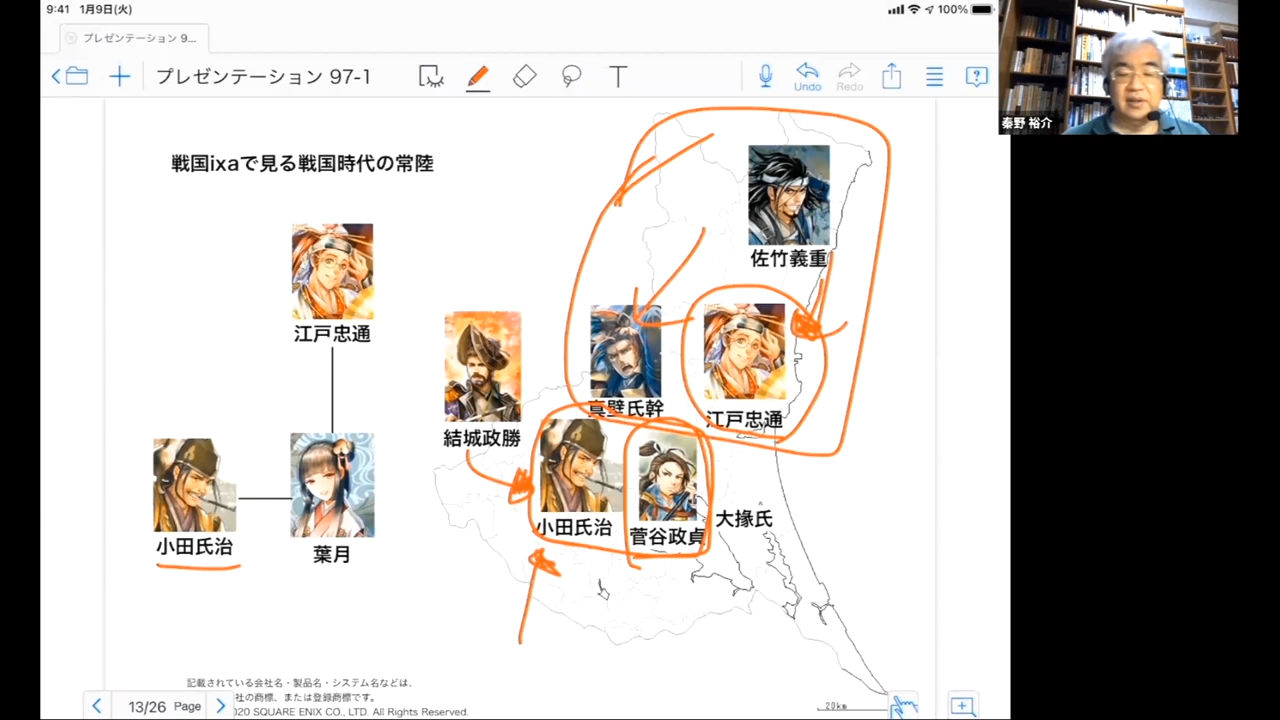 9:41 1月9日(火)
100%
プレゼンテーション 9...
プレゼンテーション 97-1
T
Undo
Redo
秦野 裕介
戦国ixaで見る戦国時代の常陸
佐竹義重
江戸忠通
真壁氏幹
江戸忠通
結城政勝
小田氏治
菅谷政貞
大掾氏
小田氏治
葉月
記載されている会社名・製品名・システム名などは、
社の商標、または登録商標です。
020 SQUARE ENIX CO., LTD. All Rights Reserved.
13/26 Page
20km